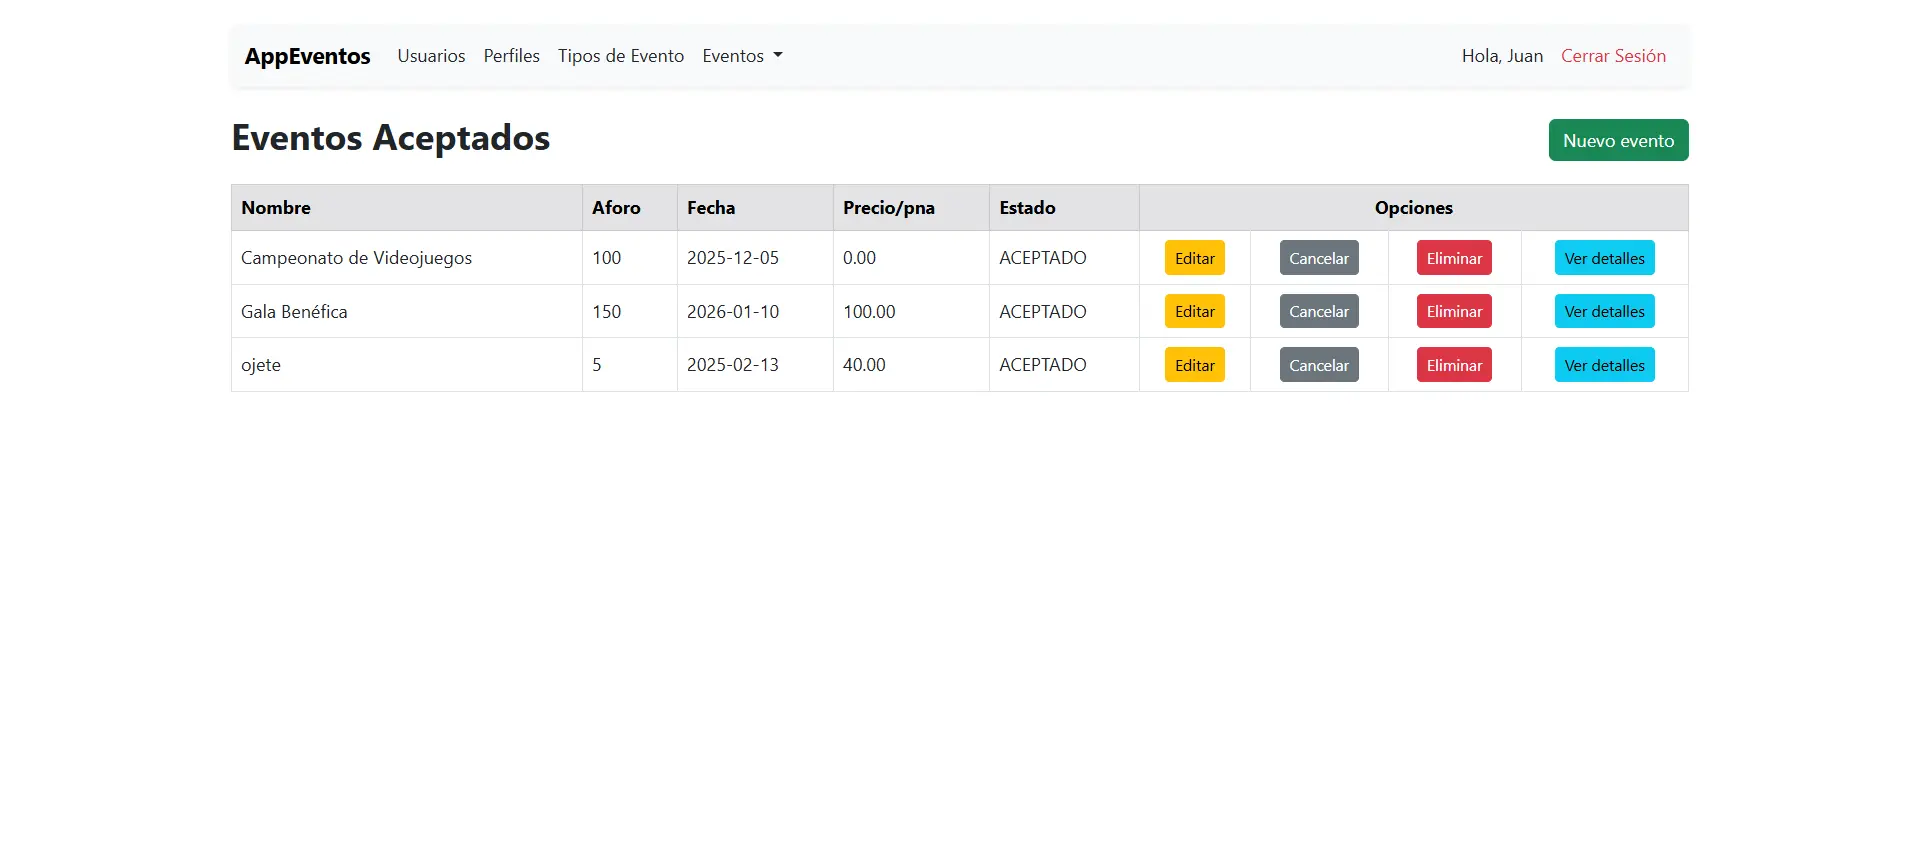 AppEventos Usuarios Perfiles Tipos de Evento Eventos Hola, Juan Cerrar Sesión
Eventos Aceptados Nuevo evento
Nombre Aforo Fecha Precio/pna Estado Opciones
Campeonato de Videojuegos 100 2025-12-05 0.00 ACEPTADO Editar Cancelar Eliminar Ver detalles
Gala Benéfica 150 2026-01-10 100.00 ACEPTADO Editar Cancelar Eliminar Ver detalles
ojete 5 2025-02-13 40.00 ACEPTADO Editar Cancelar Eliminar Ver detalles